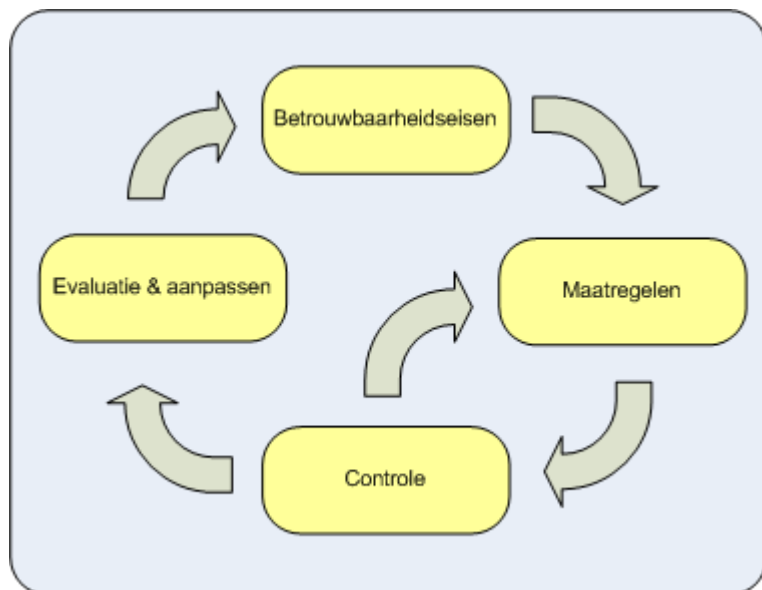 Betrouwbaarheidseisen
Evaluatie & aanpassen
Maatregelen
Controle